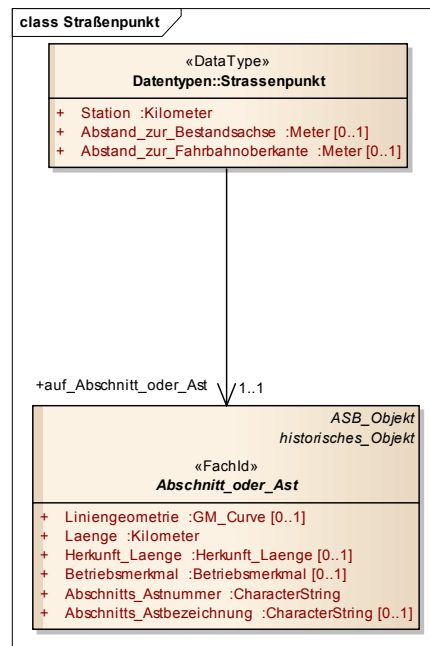 class Straßenpunkt
«DataType»
Datentypen::Strassenpunkt
+ Station :Kilometer
+ Abstand_zur_Bestandsachse :Meter [0..1]
+ Abstand_zur_Fahrbahnoberkante :Meter [0..1]
+auf_Abschnitt_oder_Ast 1..1
ASB_Objekt
historisches_Objekt
«FachId»
Abschnitt_oder_Ast
+ Liniengeometrie :GM_Curve [0..1]
+ Laenge :Kilometer
+ Herkunft_Laenge :Herkunft_Laenge [0..1]
+ Betriebsmerkmal :Betriebsmerkmal [0..1]
+ Abschnitts_Astnummer :CharacterString
+ Abschnitts_Astbezeichnung :CharacterString [0..1]